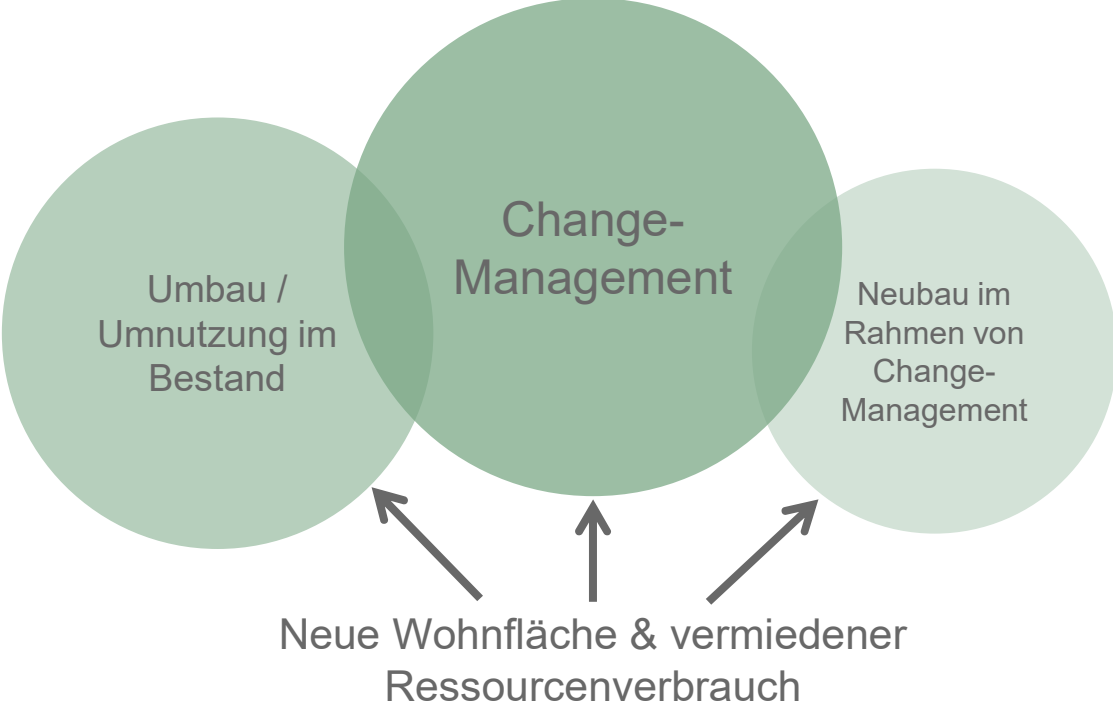 Change-
Management
Umbau /
Umnutzung im
Bestand
Neubau im
Rahmen von
Change-
Management
Neue Wohnfläche & vermiedener
Ressourcenverbrauch